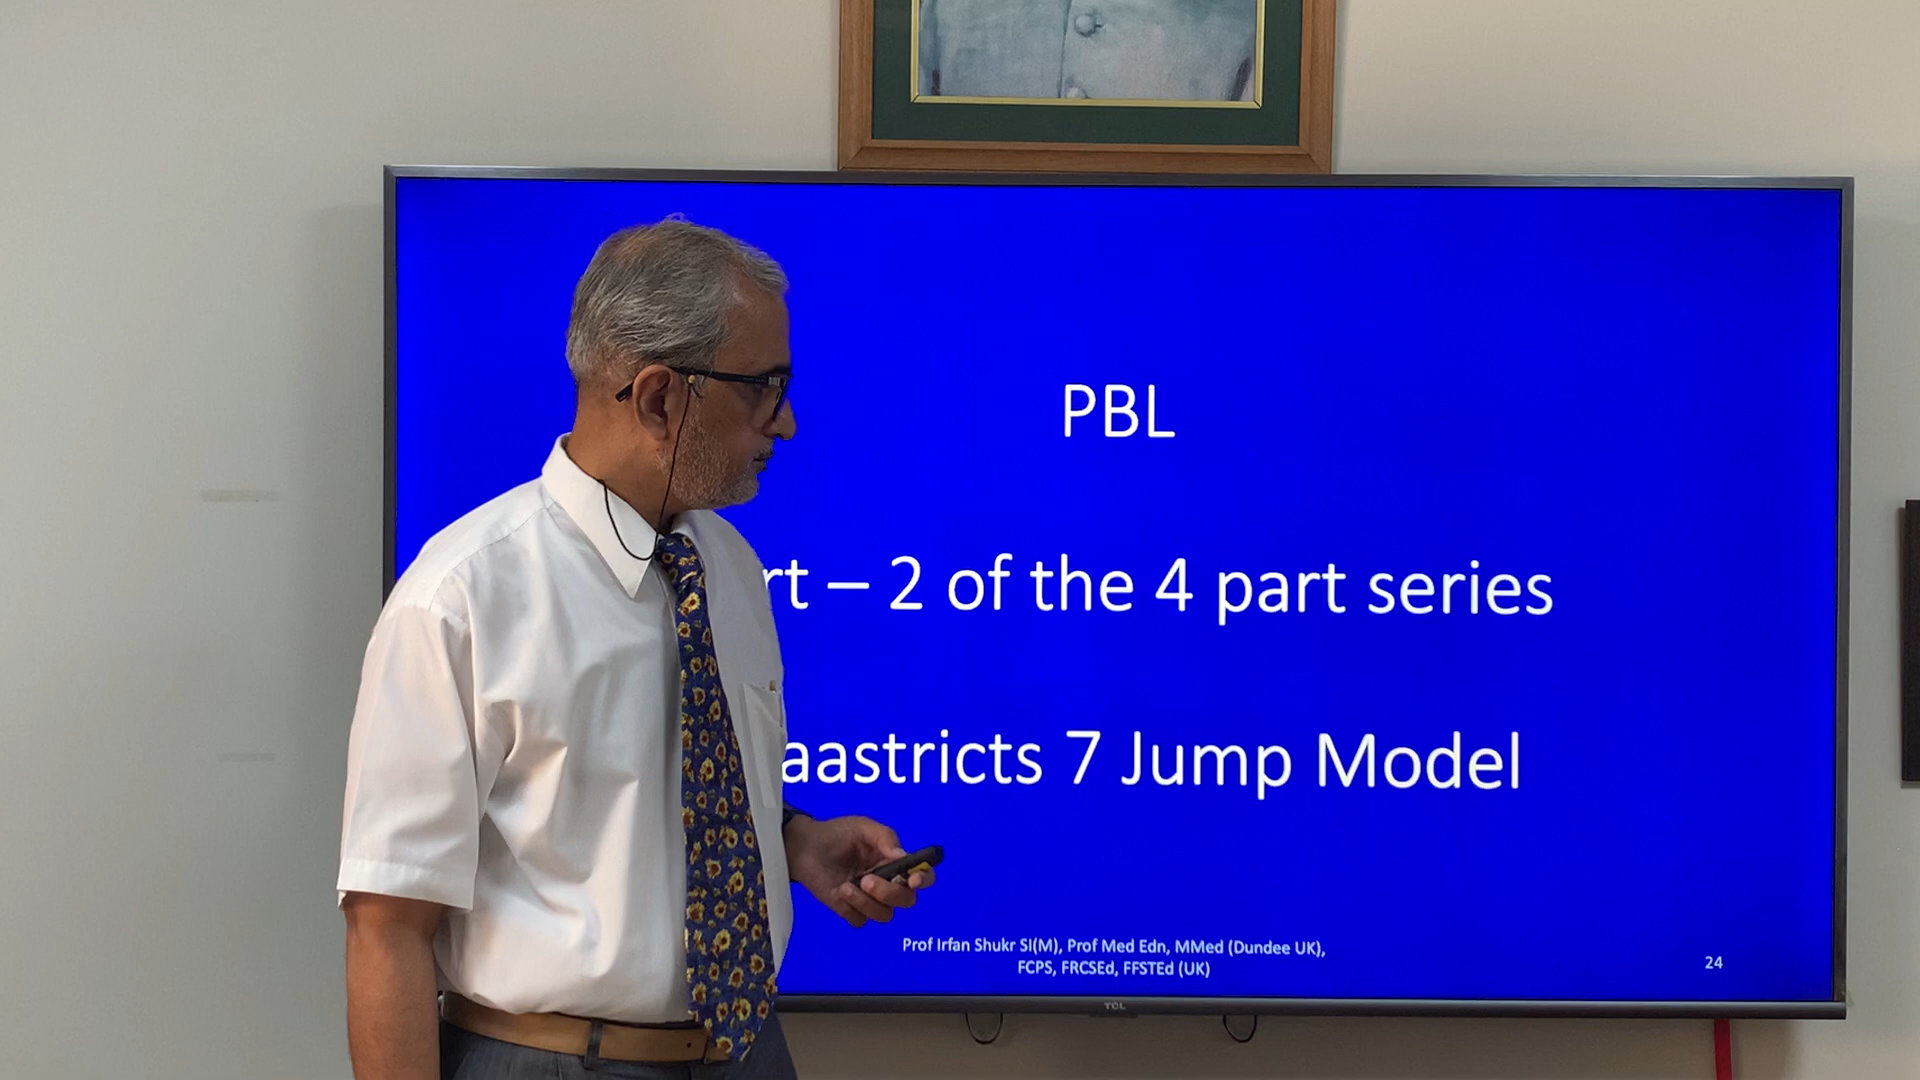 PBL
rt – 2 of the 4 part series
aastricts 7 Jump Model
Prof Irfan Shukr SI(M), Prof Med Edn, MMed (Dundee UK),
FCPS, FRCSEd, FFSTEd (UK)
24
TCL